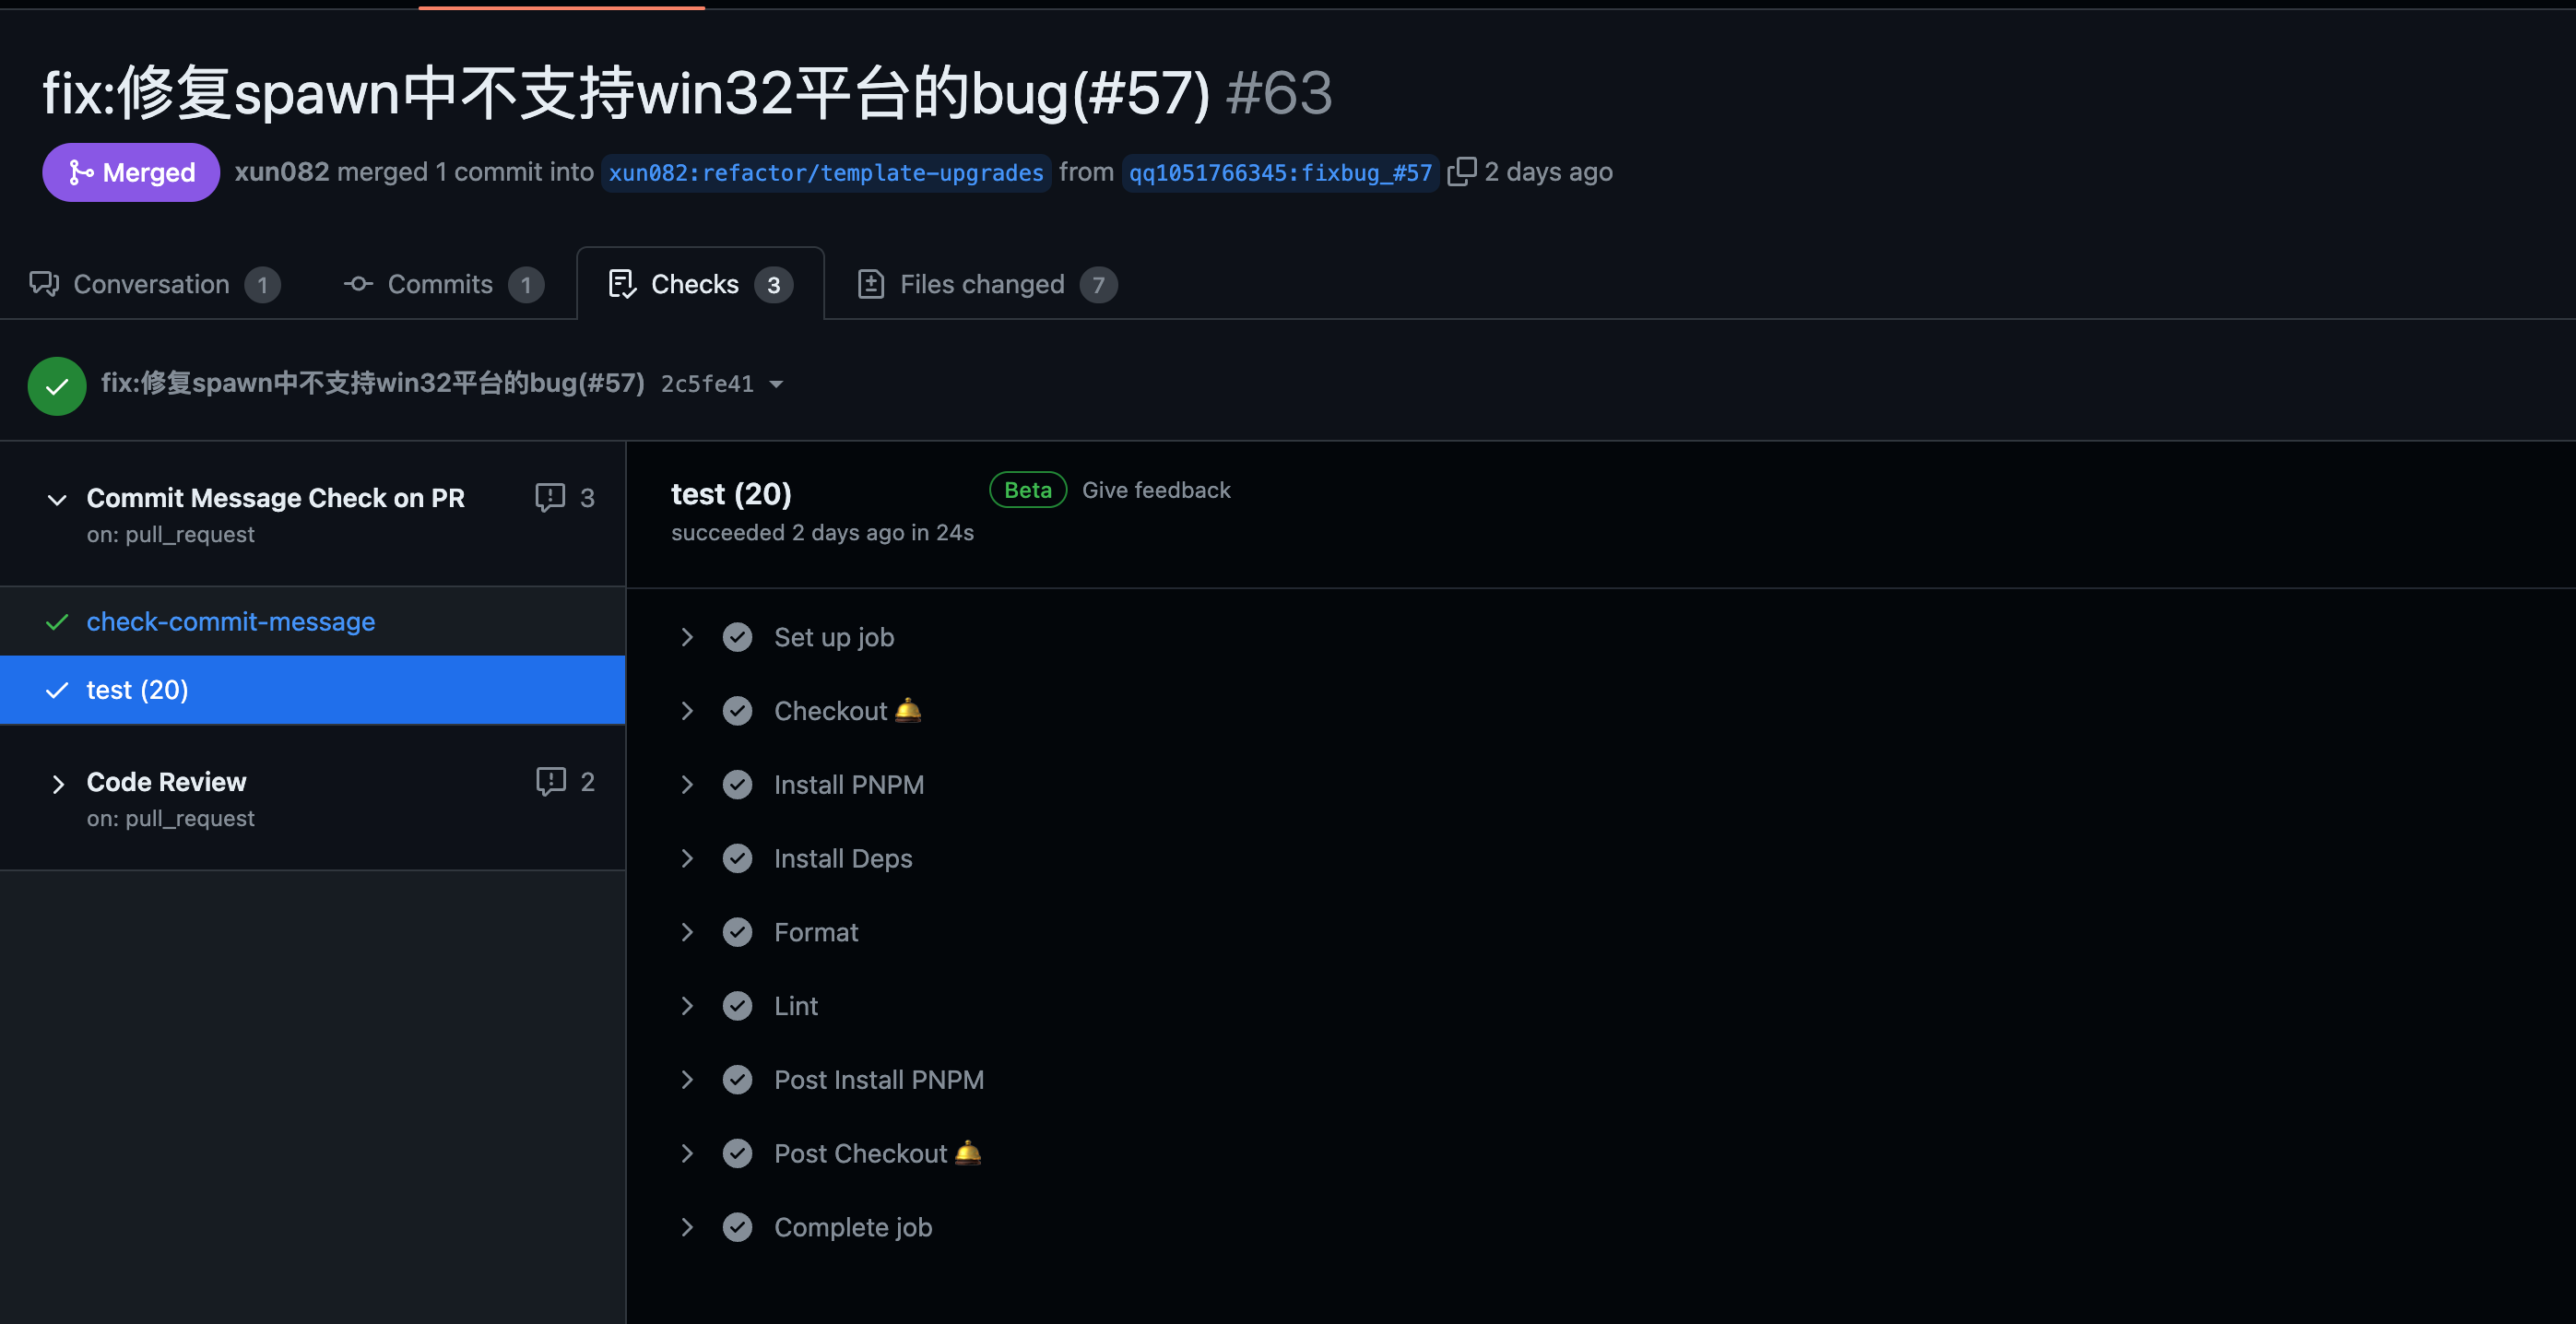 fix:修复spawn中不支持win32平台的bug(#57) #63
Merged xun082 merged 1 commit into xun082:refactor/template-upgrades from qq1051766345:fixbug_#57 2 days ago
Conversation 1 Commits 1 Checks 3 Files changed 7
fix:修复spawn中不支持win32平台的bug(#57) 2c5fe41
Commit Message Check on PR 3
on: pull_request
check-commit-message
test (20)
Code Review 2
on: pull_request
test (20) Beta Give feedback
succeeded 2 days ago in 24s
Set up job
Checkout 🛎️
Install PNPM
Install Deps
Format
Lint
Post Install PNPM
Post Checkout 🛎️
Complete job